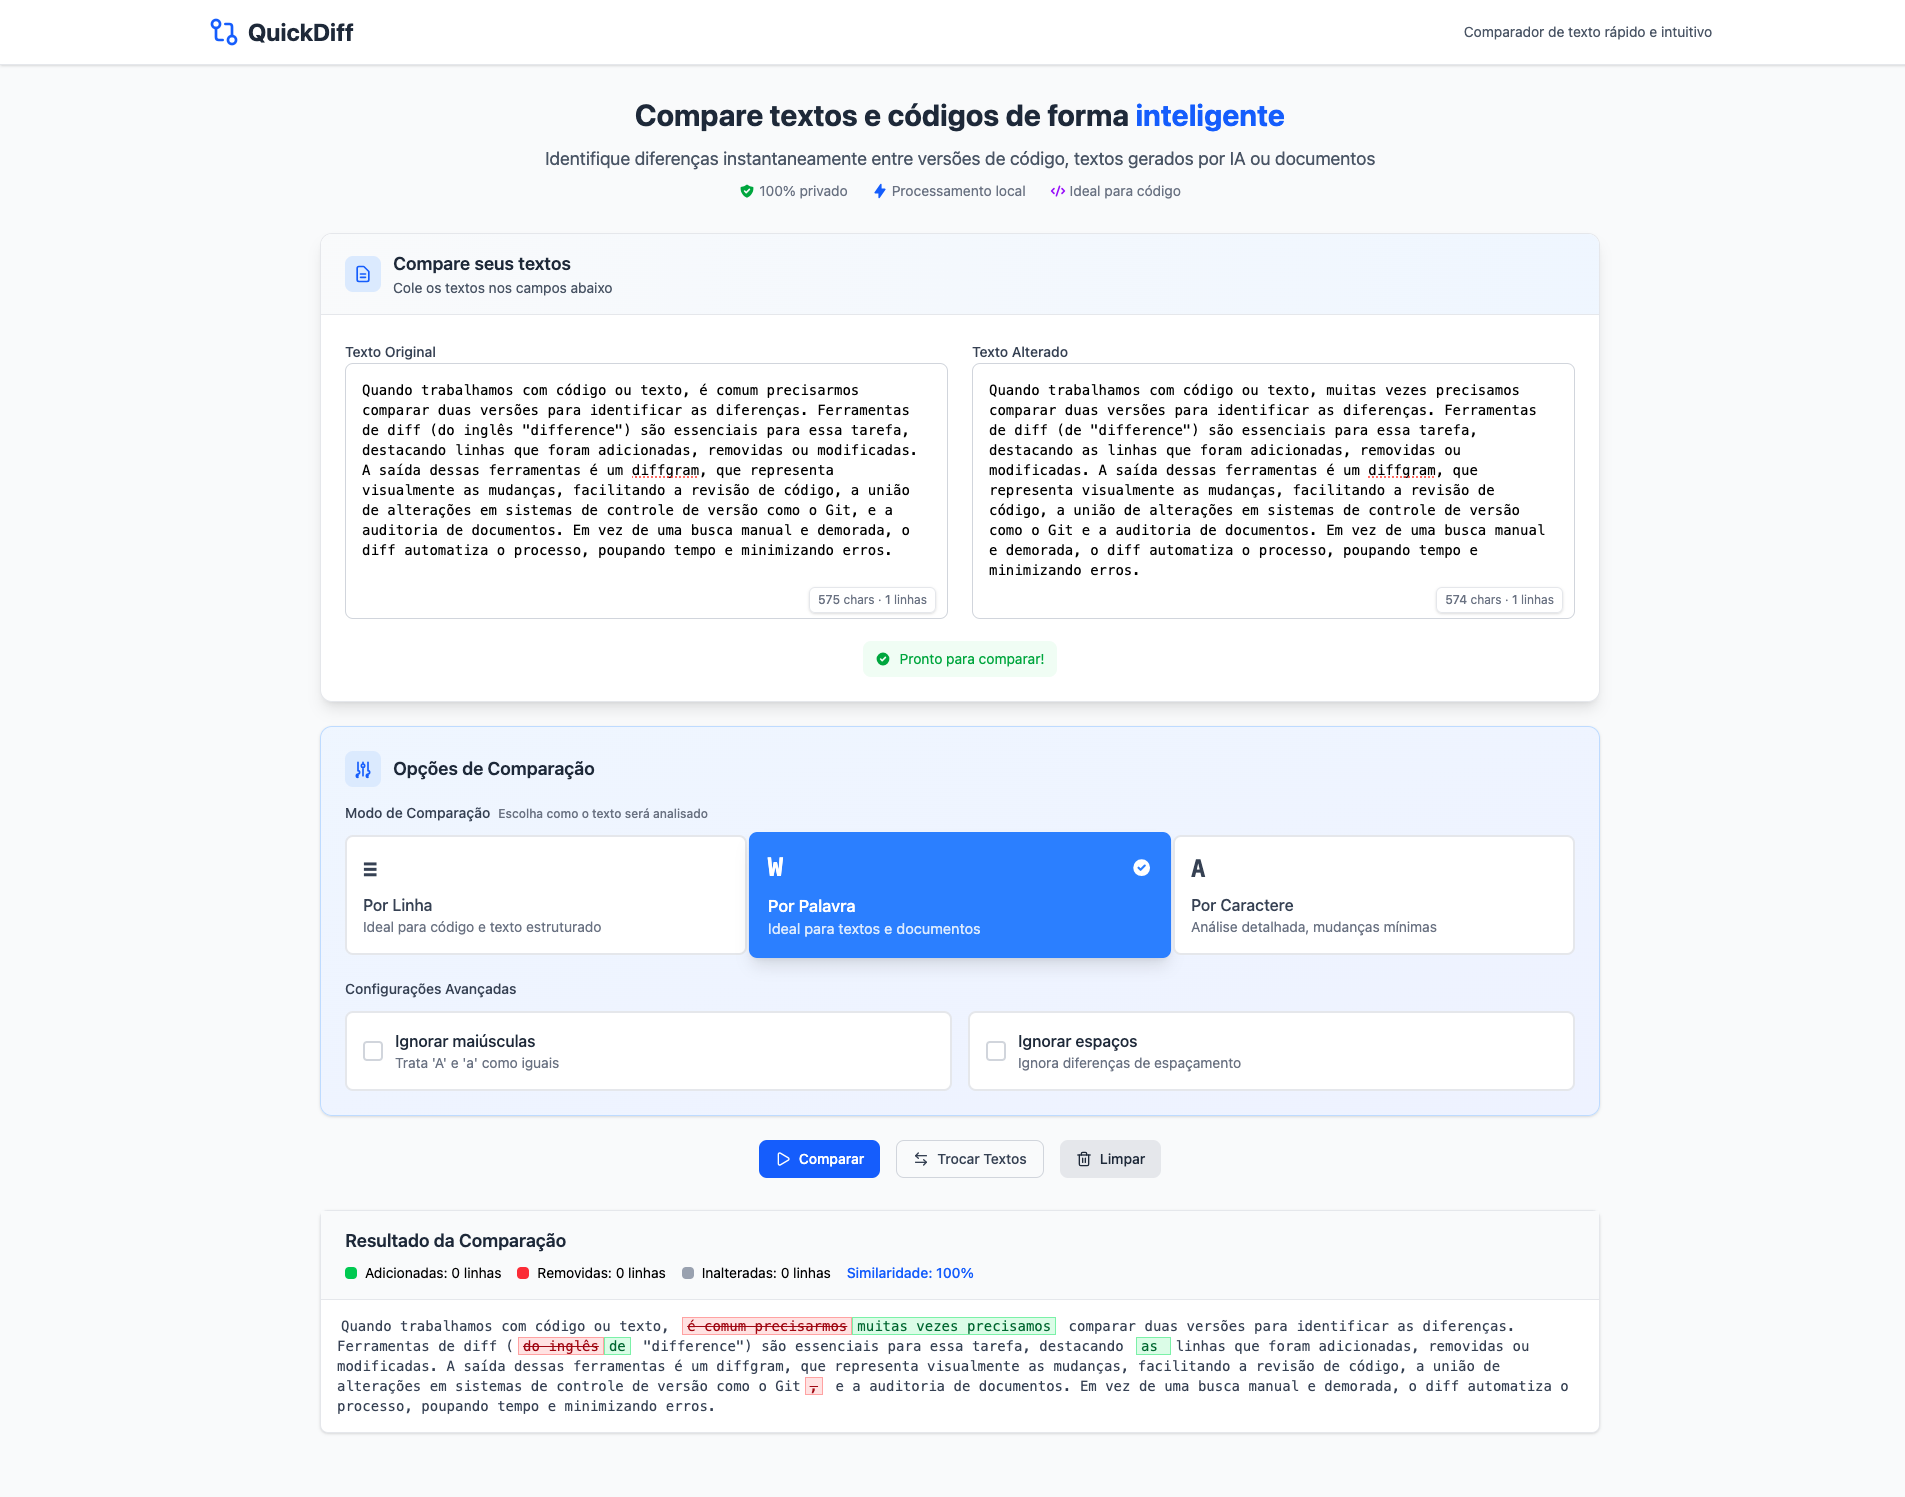 QuickDiff
Comparador de texto rápido e intuitivo
Compare textos e códigos de forma inteligente
Identifique diferenças instantaneamente entre versões de código, textos gerados por IA ou documentos
100% privado
Processamento local
Ideal para código
Compare seus textos
Cole os textos nos campos abaixo
Texto Original
Quando trabalhamos com código ou texto, é comum precisarmos
comparar duas versões para identificar as diferenças. Ferramentas
de diff (do inglês "difference") são essenciais para essa tarefa,
destacando linhas que foram adicionadas, removidas ou modificadas.
A saída dessas ferramentas é um diffgram, que representa
visualmente as mudanças, facilitando a revisão de código, a união
de alterações em sistemas de controle de versão como o Git, e a
auditoria de documentos. Em vez de uma busca manual e demorada, o
diff automatiza o processo, poupando tempo e minimizando erros.
575 chars · 1 linhas
Texto Alterado
Quando trabalhamos com código ou texto, muitas vezes precisamos
comparar duas versões para identificar as diferenças. Ferramentas
de diff (de "difference") são essenciais para essa tarefa,
destacando as linhas que foram adicionadas, removidas ou
modificadas. A saída dessas ferramentas é um diffgram, que
representa visualmente as mudanças, facilitando a revisão de
código, a união de alterações em sistemas de controle de versão
como o Git e a auditoria de documentos. Em vez de uma busca manual
e demorada, o diff automatiza o processo, poupando tempo e
minimizando erros.
574 chars · 1 linhas
Pronto para comparar!
Opções de Comparação
Modo de Comparação Escolha como o texto será analisado
Por Linha
Ideal para código e texto estruturado
W
Por Palavra
Ideal para textos e documentos
A
Por Caractere
Análise detalhada, mudanças mínimas
Configurações Avançadas
Ignorar maiúsculas
Trata 'A' e 'a' como iguais
Ignorar espaços
Ignora diferenças de espaçamento
Comparar
Trocar Textos
Limpar
Resultado da Comparação
Adicionadas: 0 linhas Removidas: 0 linhas Inalteradas: 0 linhas Similaridade: 100%
Quando trabalhamos com código ou texto, é comum precisarmos muitas vezes precisamos comparar duas versões para identificar as diferenças.
Ferramentas de diff (do inglês de "difference") são essenciais para essa tarefa, destacando as linhas que foram adicionadas, removidas ou
modificadas. A saída dessas ferramentas é um diffgram, que representa visualmente as mudanças, facilitando a revisão de código, a união de
alterações em sistemas de controle de versão como o Git, e a auditoria de documentos. Em vez de uma busca manual e demorada, o diff automatiza o
processo, poupando tempo e minimizando erros.